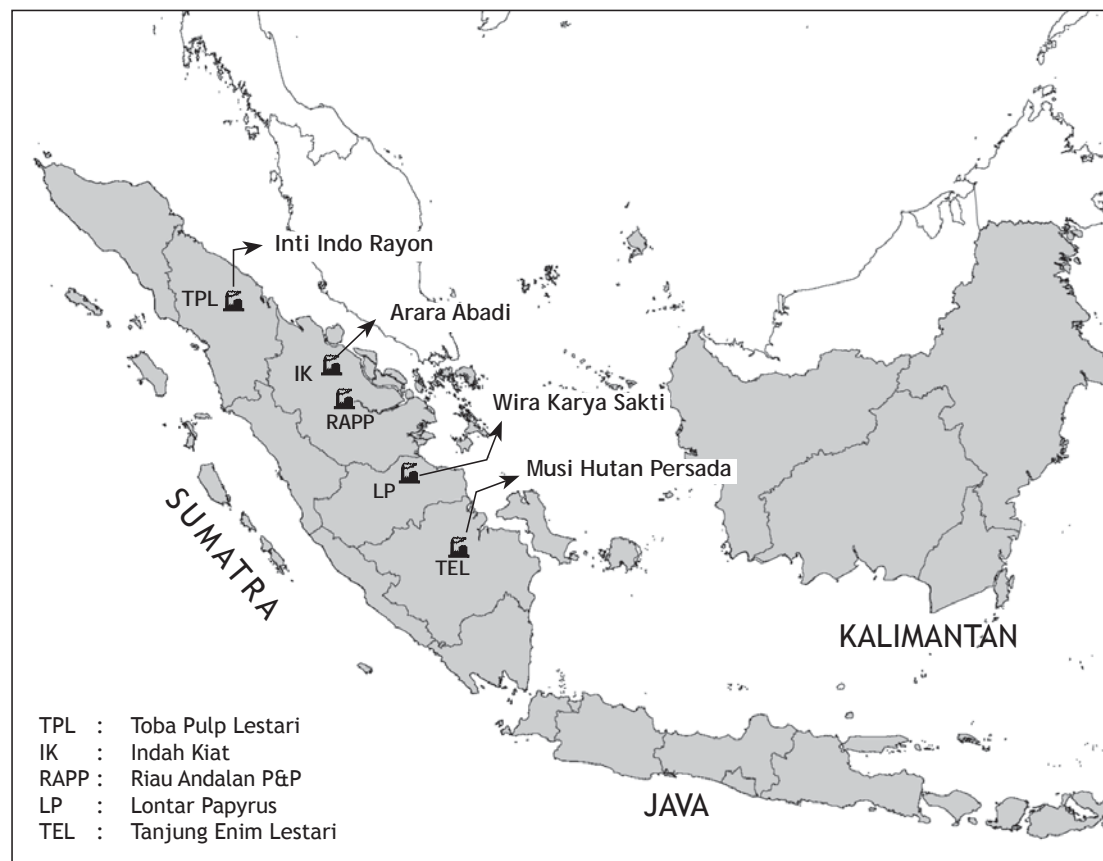 Inti Indo Rayon
TPL
Arara Abadi
IK
Wira Karya Sakti
RAPP
Musi Hutan Persada
LP
SUMATRA
TEL
KALIMANTAN
JAVA
TPL : Toba Pulp Lestari
IK : Indah Kiat
RAPP : Riau Andalan P&P
LP : Lontar Papyrus
TEL : Tanjung Enim Lestari